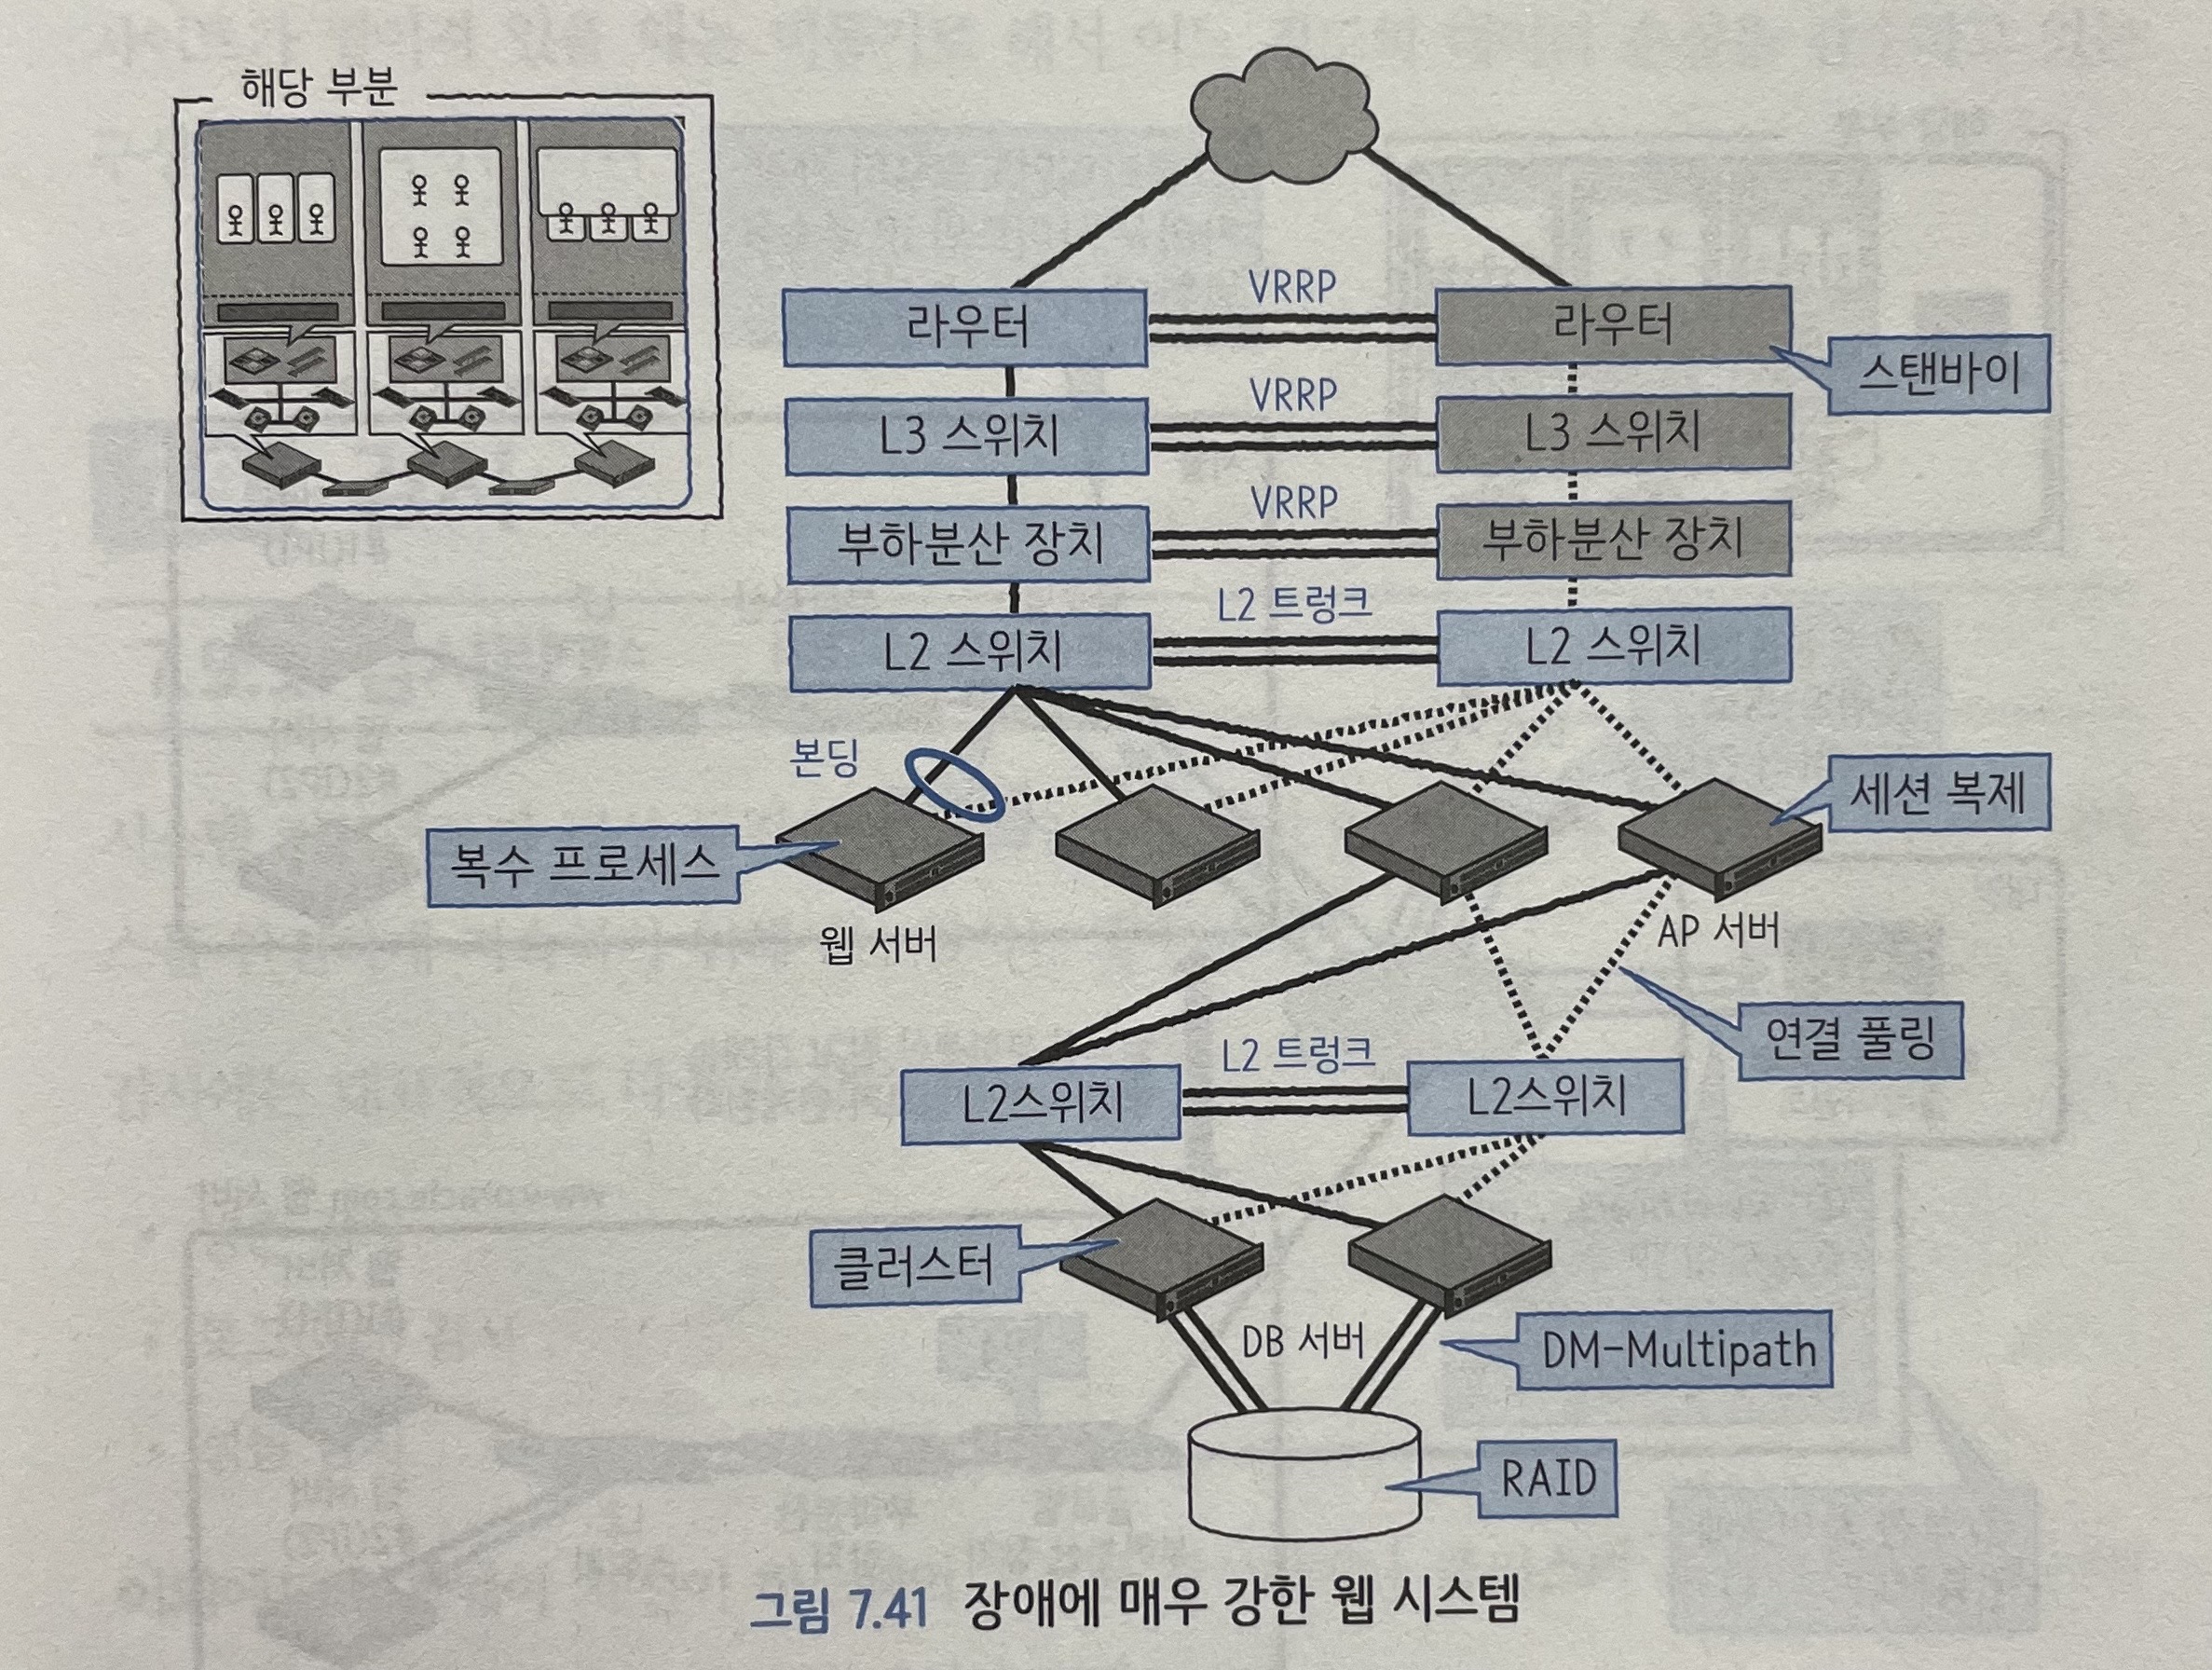 해당 부분
VRRP
라우터
라우터
스탠바이
VRRP
L3 스위치
L3 스위치
VRRP
부하분산 장치
부하분산 장치
L2 트렁크
L2 스위치
L2 스위치
본딩
세션 복제
복수 프로세스
웹 서버
AP 서버
연결 풀링
L2 트렁크
L2스위치
L2스위치
클러스터
DB 서버
DM-Multipath
RAID
그림 7.41 장애에 매우 강한 웹 시스템